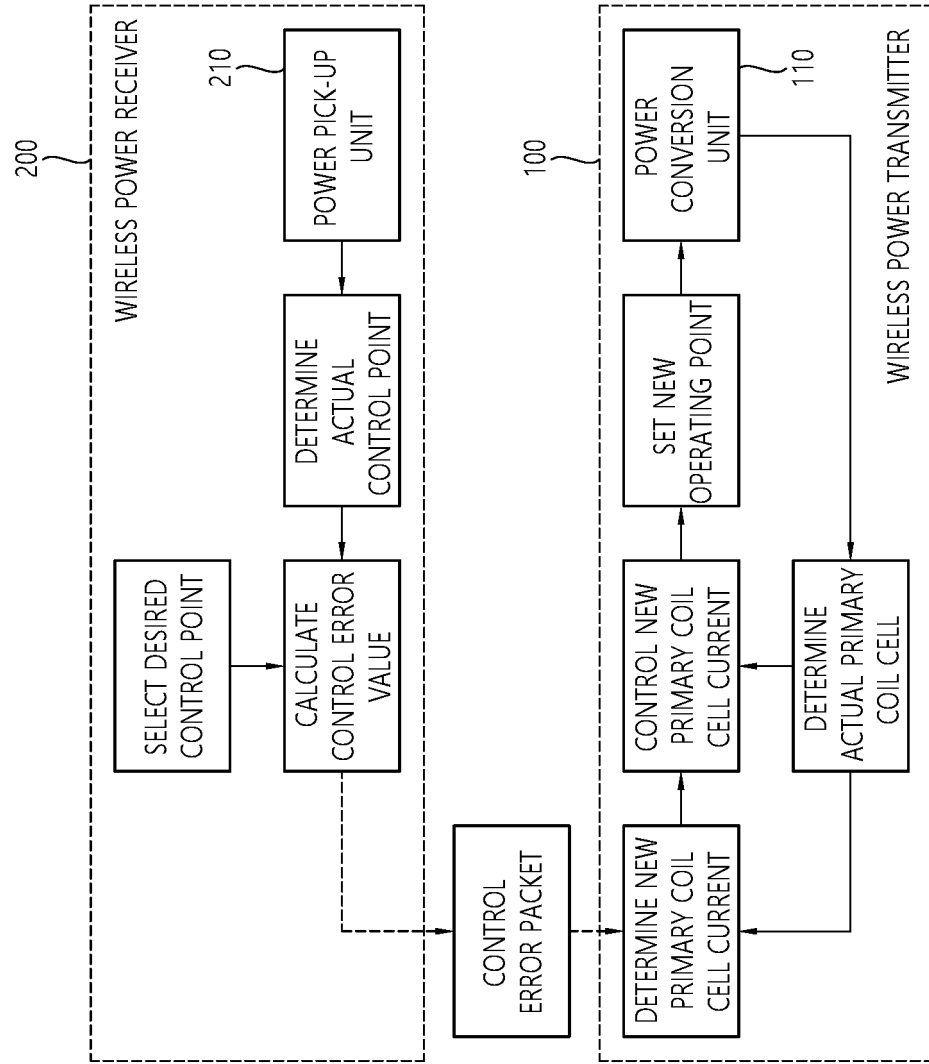 200
WIRELESS POWER RECEIVER
SELECT DESIRED
CONTROL POINT
CALCULATE
CONTROL ERROR
VALUE
DETERMINE
ACTUAL
CONTROL POINT
POWER PICK-UP
UNIT
210
CONTROL
ERROR PACKET
100
DETERMINE NEW
PRIMARY COIL
CELL CURRENT
CONTROL NEW
PRIMARY COIL
CELL CURRENT
SET NEW
OPERATING POINT
POWER
CONVERSION
UNIT
110
DETERMINE
ACTUAL PRIMARY
COIL CELL
WIRELESS POWER TRANSMITTER